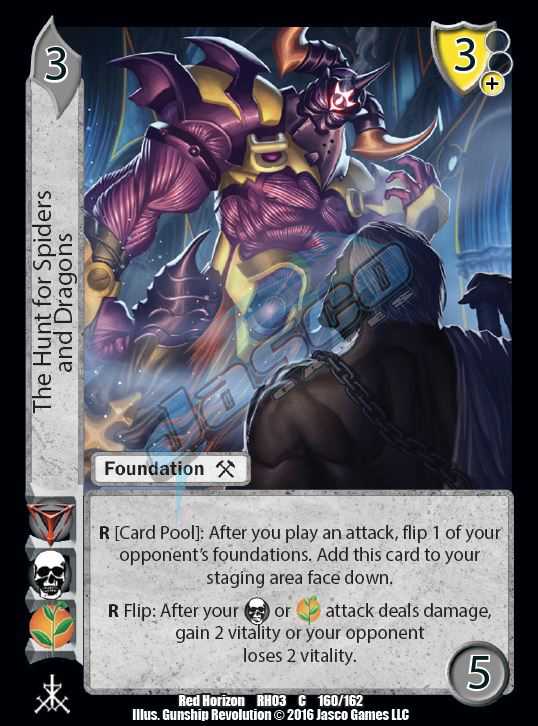 3
3
+
The Hunt for Spiders
and Dragons
Jasco
GAMES
Foundation
R [Card Pool]: After you play an attack, flip 1 of your
opponent's foundations. Add this card to your
staging area face down.
R Flip: After your or attack deals damage,
gain 2 vitality or your opponent
loses 2 vitality.
5
Red Horizon RH03 C 160/162
Illus. Gunship Revolution © 2016 Jasco Games LLC